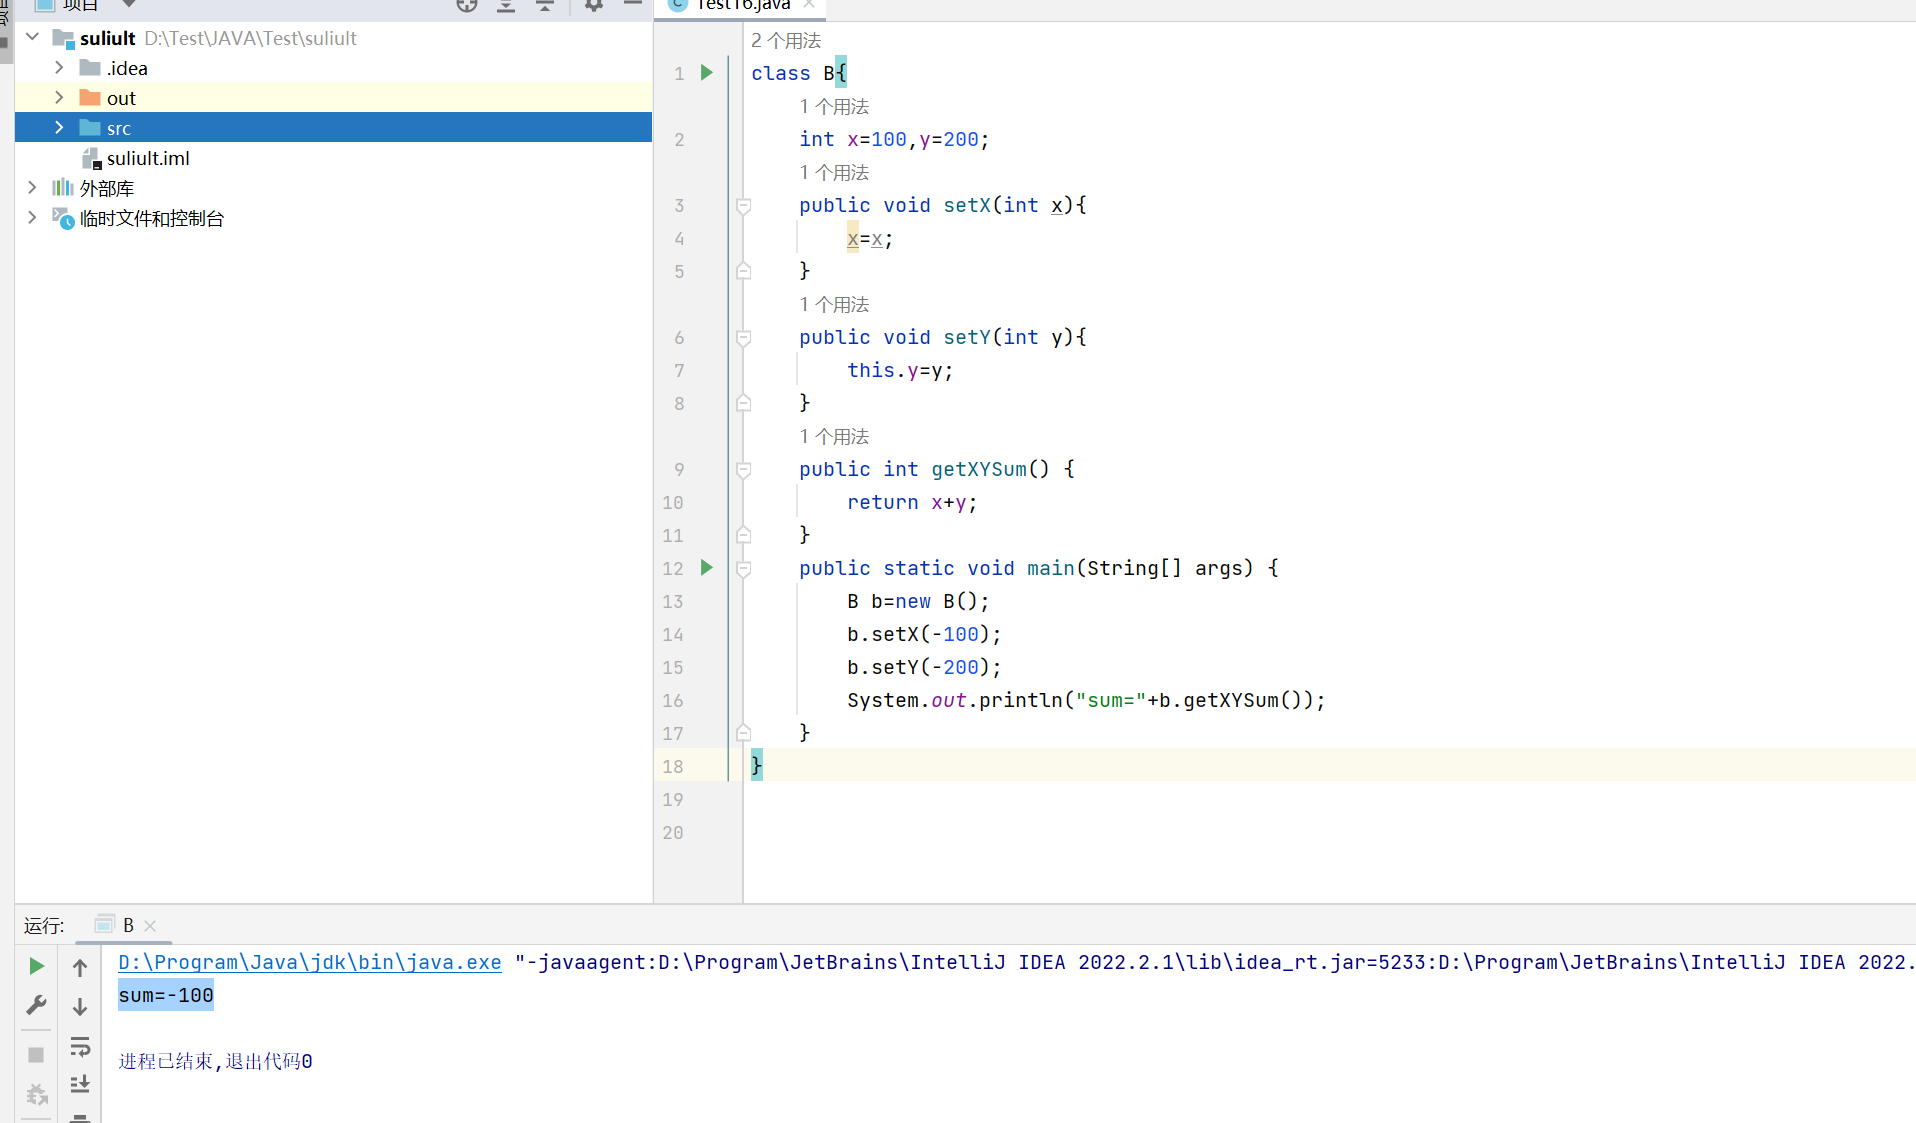 项目
suliult D:\Test\JAVA\Test\suliult
.idea
out
src
suliult.iml
外部库
临时文件和控制台
Test16.java
2 个用法
1 class B{
1 个用法
2 int x=100,y=200;
1 个用法
3 public void setX(int x){
4 x=x;
5 }
1 个用法
6 public void setY(int y){
7 this.y=y;
8 }
1 个用法
9 public int getXYSum() {
10 return x+y;
11 }
12 public static void main(String[] args) {
13 B b=new B();
14 b.setX(-100);
15 b.setY(-200);
16 System.out.println("sum="+b.getXYSum());
17 }
18 }
19
20
运行: B
D:\Program\Java\jdk\bin\java.exe "-javaagent:D:\Program\JetBrains\IntelliJ IDEA 2022.2.1\lib\idea_rt.jar=5233:D:\Program\JetBrains\IntelliJ IDEA 2022.
sum=-100
进程已结束,退出代码0